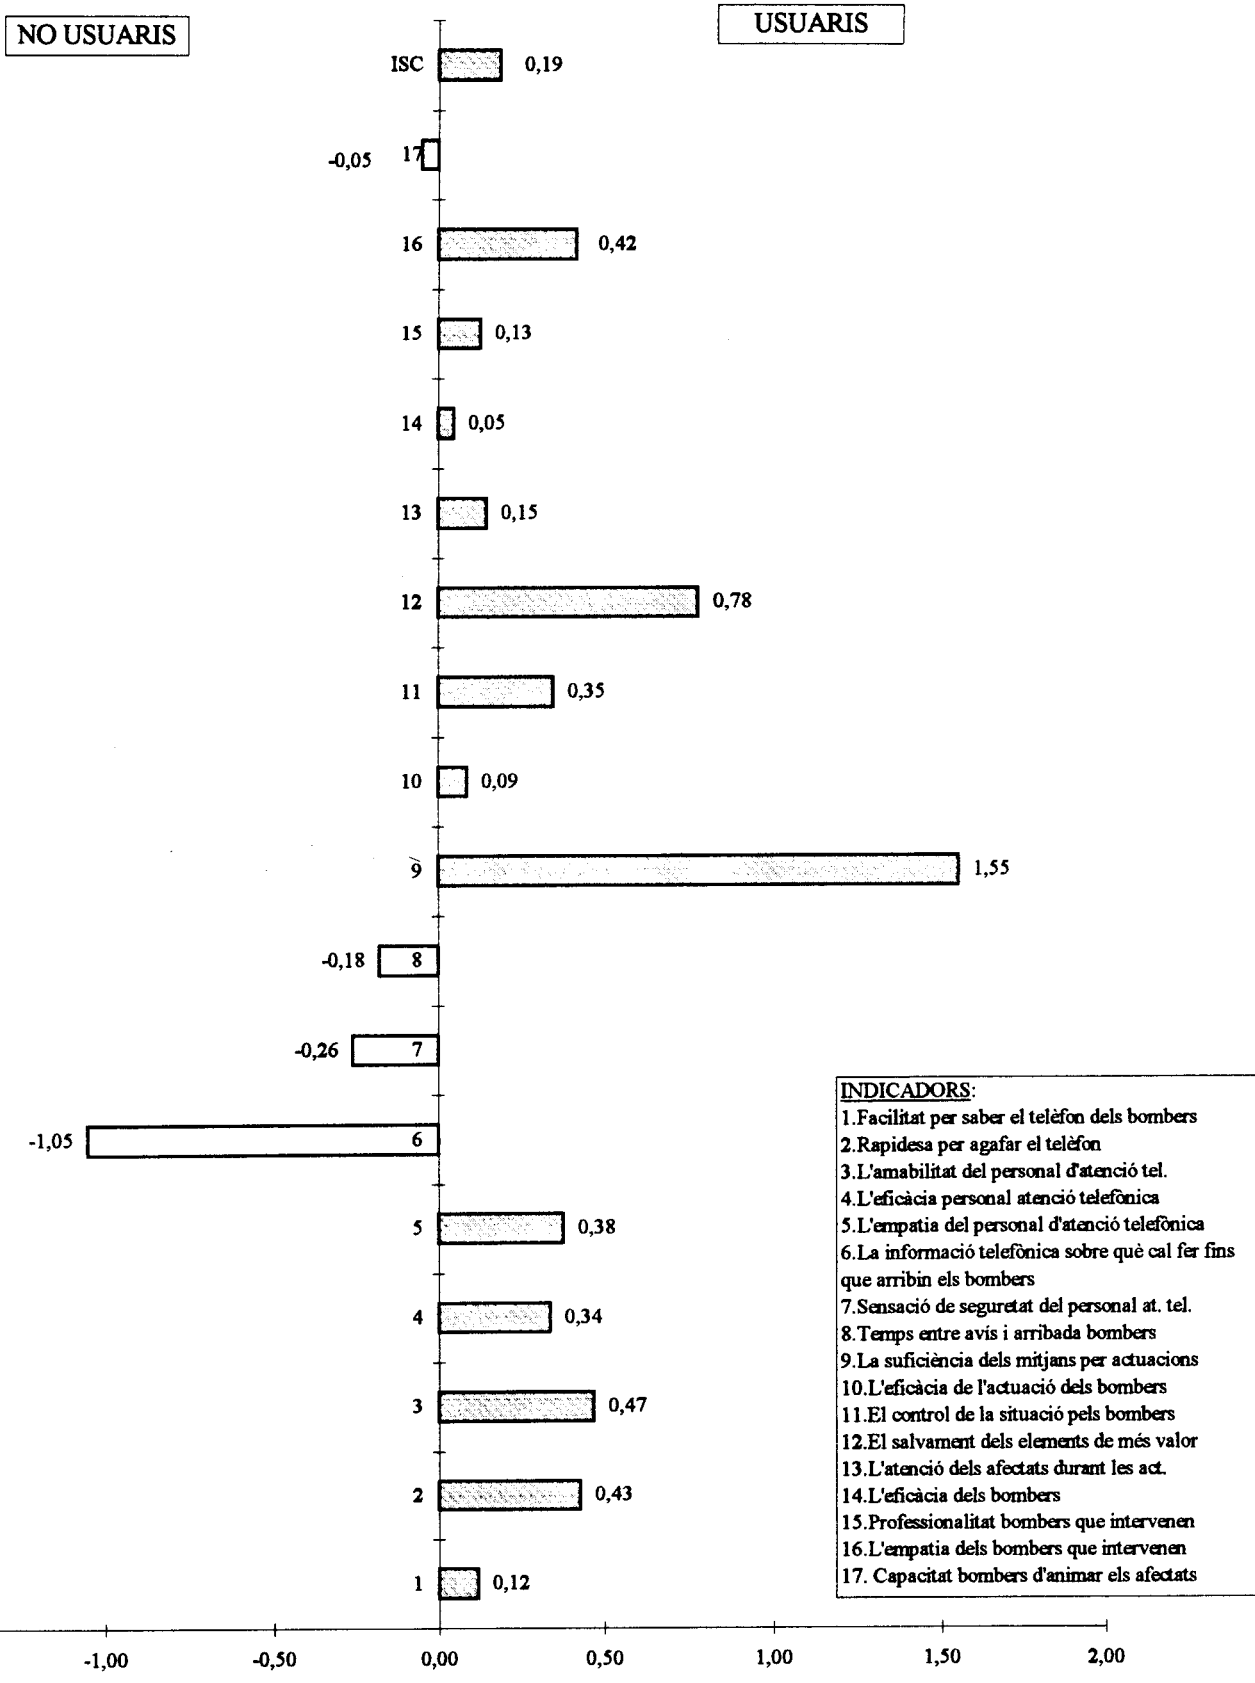 NO USUARIS
USUARIS
ISC 0,19
-0,05 17
16 0,42
15 0,13
14 0,05
13 0,15
12 0,78
11 0,35
10 0,09
9 1,55
-0,18 8
-0,26 7
-1,05 6
5 0,38
4 0,34
3 0,47
2 0,43
1 0,12
-1,00 -0,50 0,00 0,50 1,00 1,50 2,00
INDICADORS:
1.Facilitat per saber el telèfon dels bombers
2.Rapidesa per agafar el telèfon
3.L'amabilitat del personal d'atenció tel.
4.L'eficàcia personal atenció telefònica
5.L'empatia del personal d'atenció telefònica
6.La informació telefònica sobre què cal fer fins
que arribin els bombers
7.Sensació de seguretat del personal at. tel.
8.Temps entre avís i arribada bombers
9.La suficiència dels mitjans per actuacions
10.L'eficàcia de l'actuació dels bombers
11.El control de la situació pels bombers
12.El salvament dels elements de més valor
13.L'atenció dels afectats durant les act.
14.L'eficàcia dels bombers
15.Professionalitat bombers que intervenen
16.L'empatia dels bombers que intervenen
17. Capacitat bombers d'animar els afectats